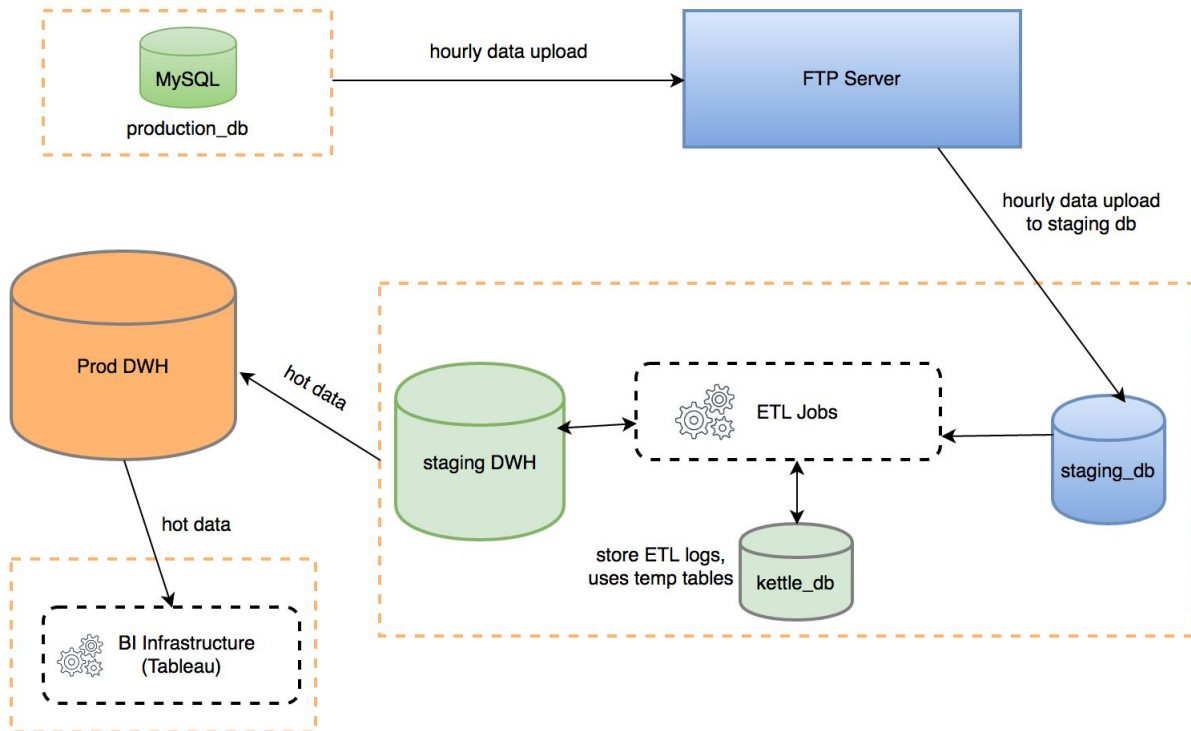 MySQL
production_db
hourly data upload
FTP Server
hourly data upload
to staging db
Prod DWH
hot data
staging DWH
ETL Jobs
staging_db
store ETL logs,
uses temp tables
kettle_db
hot data
BI Infrastructure
(Tableau)